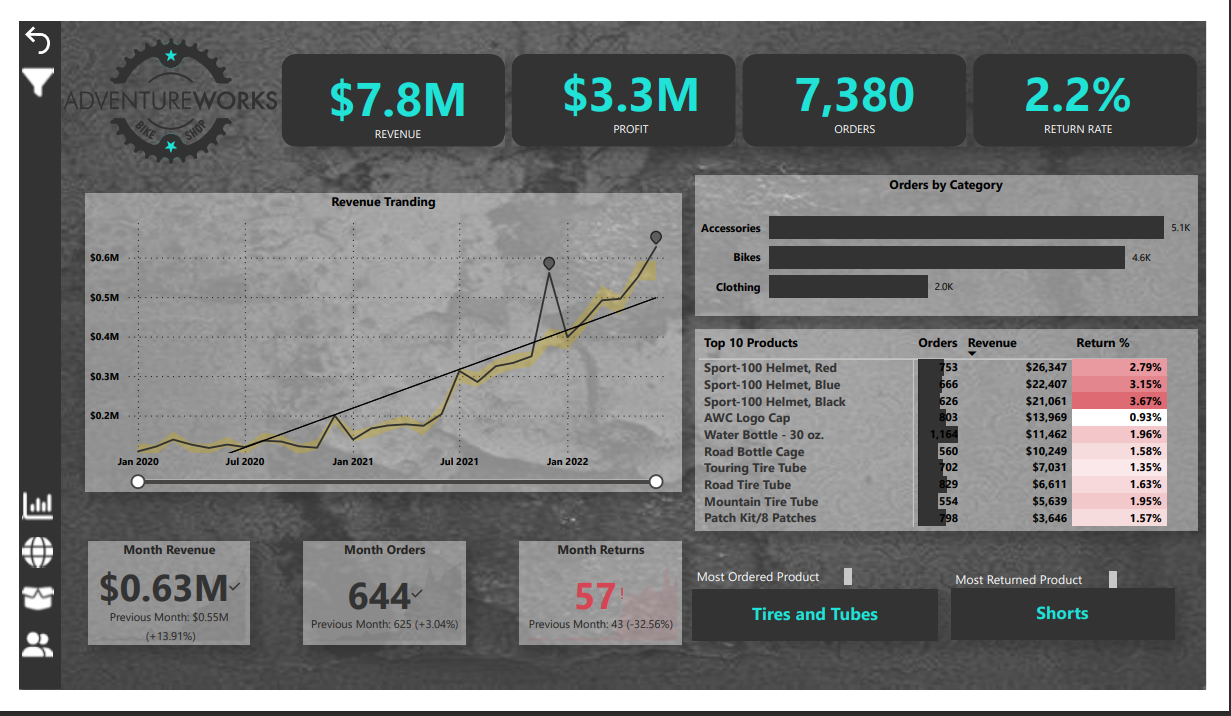 ADVENTUREWORKS
BIKE SHOP
$7.8M
REVENUE
$3.3M
PROFIT
7,380
ORDERS
2.2%
RETURN RATE
Revenue Tranding
$0.6M
$0.5M
$0.4M
$0.3M
$0.2M
Jan 2020 Jul 2020 Jan 2021 Jul 2021 Jan 2022
Orders by Category
Accessories 5.1K
Bikes 4.6K
Clothing 2.0K
Top 10 Products Orders Revenue Return %
Sport-100 Helmet, Red 753 $26,347 2.79%
Sport-100 Helmet, Blue 666 $22,407 3.15%
Sport-100 Helmet, Black 626 $21,061 3.67%
AWC Logo Cap 803 $13,969 0.93%
Water Bottle - 30 oz. 1,164 $11,462 1.96%
Road Bottle Cage 560 $10,249 1.58%
Touring Tire Tube 702 $7,031 1.35%
Road Tire Tube 829 $6,611 1.63%
Mountain Tire Tube 554 $5,639 1.95%
Patch Kit/8 Patches 798 $3,646 1.57%
Month Revenue
$0.63M
Previous Month: $0.55M
(+13.91%)
Month Orders
644
Previous Month: 625 (+3.04%)
Month Returns
57!
Previous Month: 43 (-32.56%)
Most Ordered Product
Tires and Tubes
Most Returned Product
Shorts